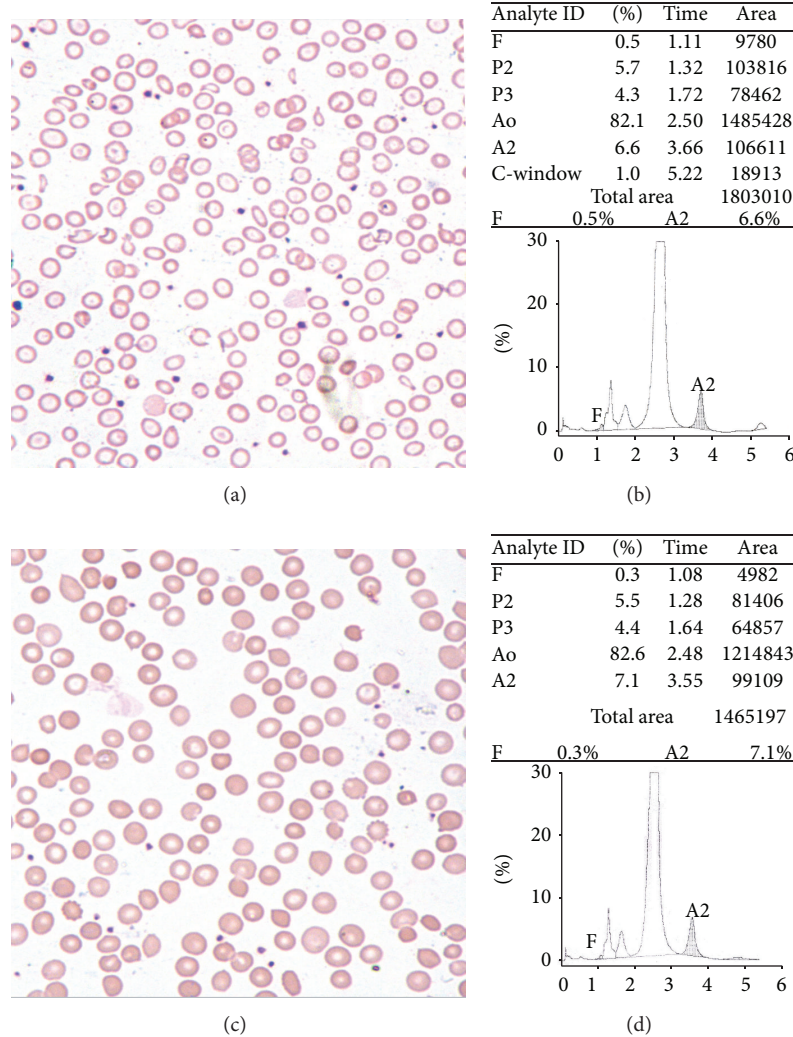 Analyte ID (%) Time Area
F 0.5 1.11 9780
P2 5.7 1.32 103816
P3 4.3 1.72 78462
Ao 82.1 2.50 1485428
A2 6.6 3.66 106611
C-window 1.0 5.22 18913
Total area 1803010
F 0.5% A2 6.6%
30
20
10
0
(%)
F
A2
0 1 2 3 4 5 6
(a)
(b)
Analyte ID (%) Time Area
F 0.3 1.08 4982
P2 5.5 1.28 81406
P3 4.4 1.64 64857
Ao 82.6 2.48 1214843
A2 7.1 3.55 99109
Total area 1465197
F 0.3% A2 7.1%
30
20
10
0
(%)
F
A2
0 1 2 3 4 5 6
(c)
(d)